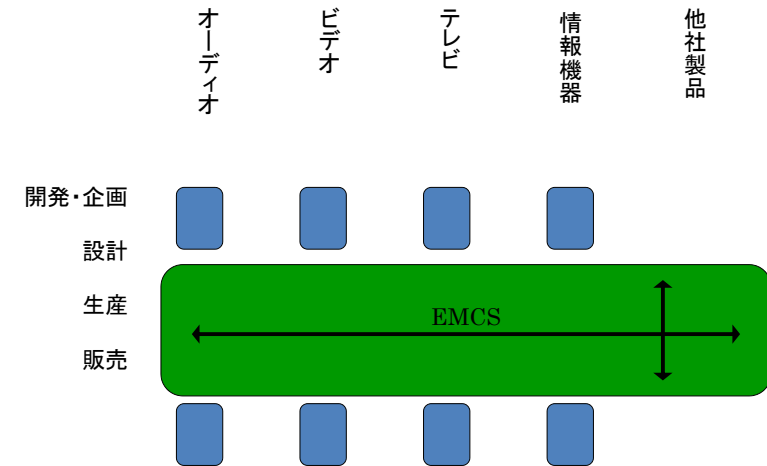 オーディオ
ビデオ
テレビ
情報機器
他社製品
開発・企画
設計
生産
販売
EMCS